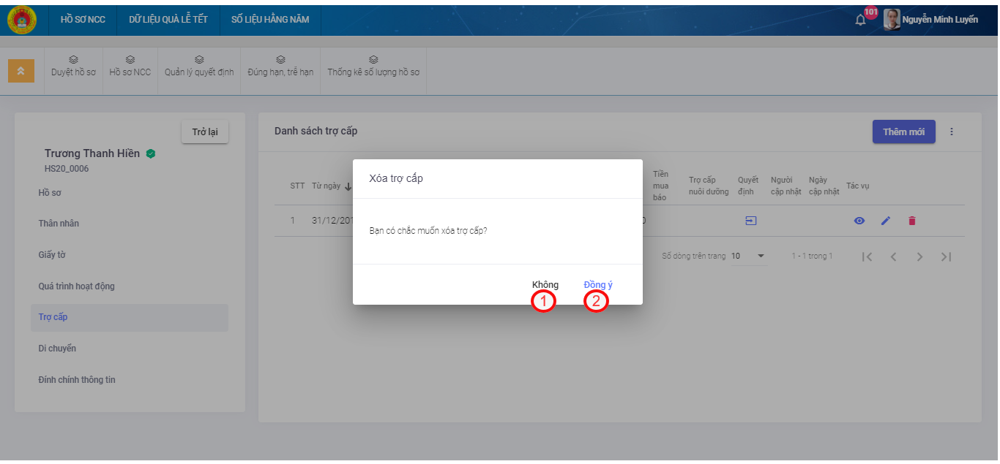 HỒ SƠ NCC
DỮ LIỆU QUÀ LỄ TẾT
SỐ LIỆU HẰNG NĂM
101
Nguyễn Minh Luyến
Duyệt hồ sơ
Hồ sơ NCC
Quản lý quyết định
Đúng hạn, trễ hạn
Thống kê số lượng hồ sơ
Trở lại
Trương Thanh Hiền
HS20_0006
Hồ sơ
Thân nhân
Giấy tờ
Quá trình hoạt động
Trợ cấp
Di chuyển
Đính chính thông tin
Danh sách trợ cấp
Thêm mới
STT
Từ ngày
Tiền
mua
báo
Trợ cấp
nuôi dưỡng
Quyết
định
Người
cập nhật
Ngày
cập nhật
Tác vụ
1
31/12/201
Số dòng trên trang
10
1 - 1 trong 1
Xóa trợ cấp
Bạn có chắc muốn xóa trợ cấp?
Không
Đồng ý
1
2